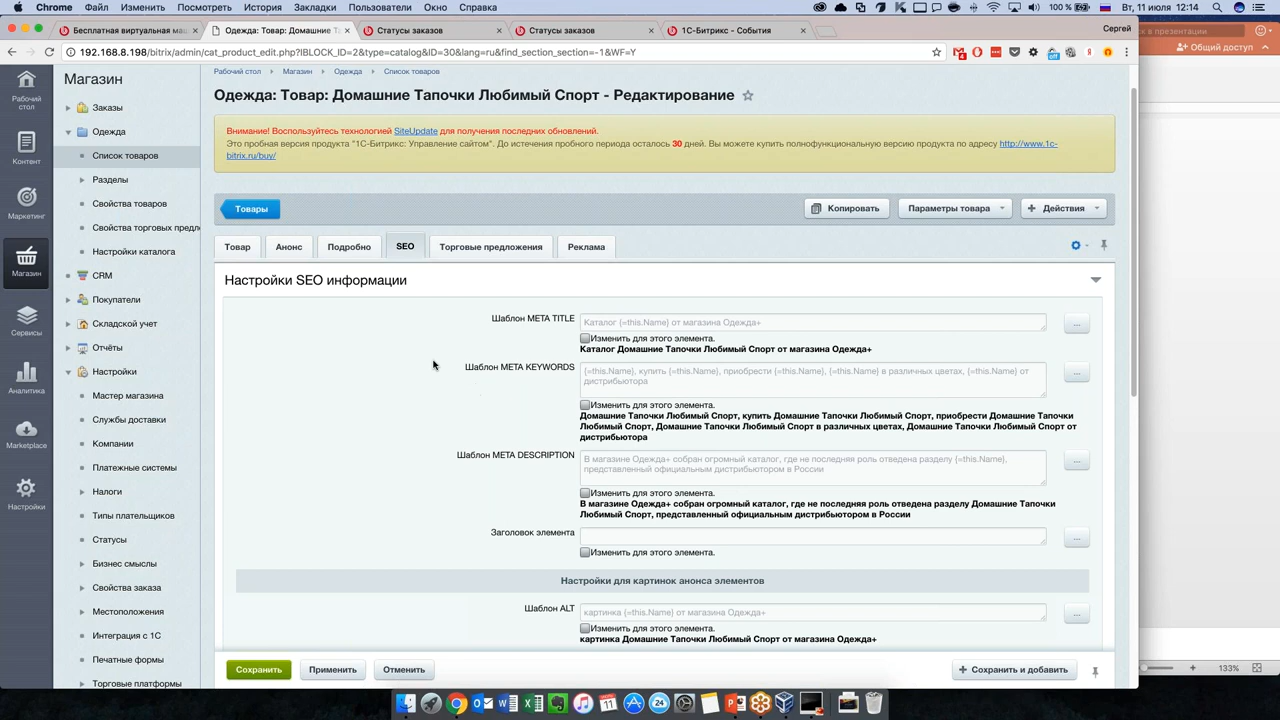 Chrome Файл Изменить Посмотреть История Закладки Пользователи Окно Справка
100 % Вт, 11 июля 12:14
Бесплатная виртуальная маш
Одежда: Товар: Домашние Та
Статусы заказов
Статусы заказов
1С-Битрикс - События
Сергей
192.168.8.198/bitrix/admin/cat_product_edit.php?IBLOCK_ID=2&type=catalog&ID=30&lang=ru&find_section_section=-1&WF=Y
в презентации
Общий доступ
Рабочий стол
Контент
Маркетинг
Магазин
Сервисы
Аналитика
Marketplace
Настройки
Магазин
Заказы
Одежда
Список товаров
Разделы
Свойства товаров
Свойства торговых предл
Настройки каталога
CRM
Покупатели
Складской учет
Отчёты
Настройки
Мастер магазина
Службы доставки
Компании
Платежные системы
Налоги
Типы плательщиков
Статусы
Бизнес смыслы
Свойства заказа
Местоположения
Интеграция с 1С
Печатные формы
Торговые платформы
Рабочий стол Магазин Одежда Список товаров
Одежда: Товар: Домашние Тапочки Любимый Спорт - Редактирование
Внимание! Воспользуйтесь технологией SiteUpdate для получения последних обновлений.
Это пробная версия продукта "1С-Битрикс: Управление сайтом". До истечения пробного периода осталось 30 дней. Вы можете купить полнофункциональную версию продукта по адресу http://www.1c-
bitrix.ru/buy/
Товары
Копировать
Параметры товара
Действия
Товар Анонс Подробно SEO Торговые предложения Реклама
Настройки SEO информации
Шаблон META TITLE
Каталог {=this.Name} от магазина Одежда+
...
Изменить для этого элемента.
Каталог Домашние Тапочки Любимый Спорт от магазина Одежда+
Шаблон META KEYWORDS
{=this.Name}, купить {=this.Name}, приобрести {=this.Name}, {=this.Name} в различных цветах, {=this.Name} от
дистрибьютора
...
Изменить для этого элемента.
Домашние Тапочки Любимый Спорт, купить Домашние Тапочки Любимый Спорт, приобрести Домашние Тапочки
Любимый Спорт, Домашние Тапочки Любимый Спорт в различных цветах, Домашние Тапочки Любимый Спорт от
дистрибьютора
Шаблон META DESCRIPTION
В магазине Одежда+ собран огромный каталог, где не последняя роль отведена разделу {=this.Name},
представленный официальным дистрибьютором в России
...
Изменить для этого элемента.
В магазине Одежда+ собран огромный каталог, где не последняя роль отведена разделу Домашние Тапочки
Любимый Спорт, представленный официальным дистрибьютором в России
Заголовок элемента
...
Изменить для этого элемента.
Настройки для картинок анонса элементов
Шаблон ALT
картинка {=this.Name} от магазина Одежда+
...
Изменить для этого элемента.
картинка Домашние Тапочки Любимый Спорт от магазина Одежда+
Сохранить
Применить
Отменить
Сохранить и добавить
133%